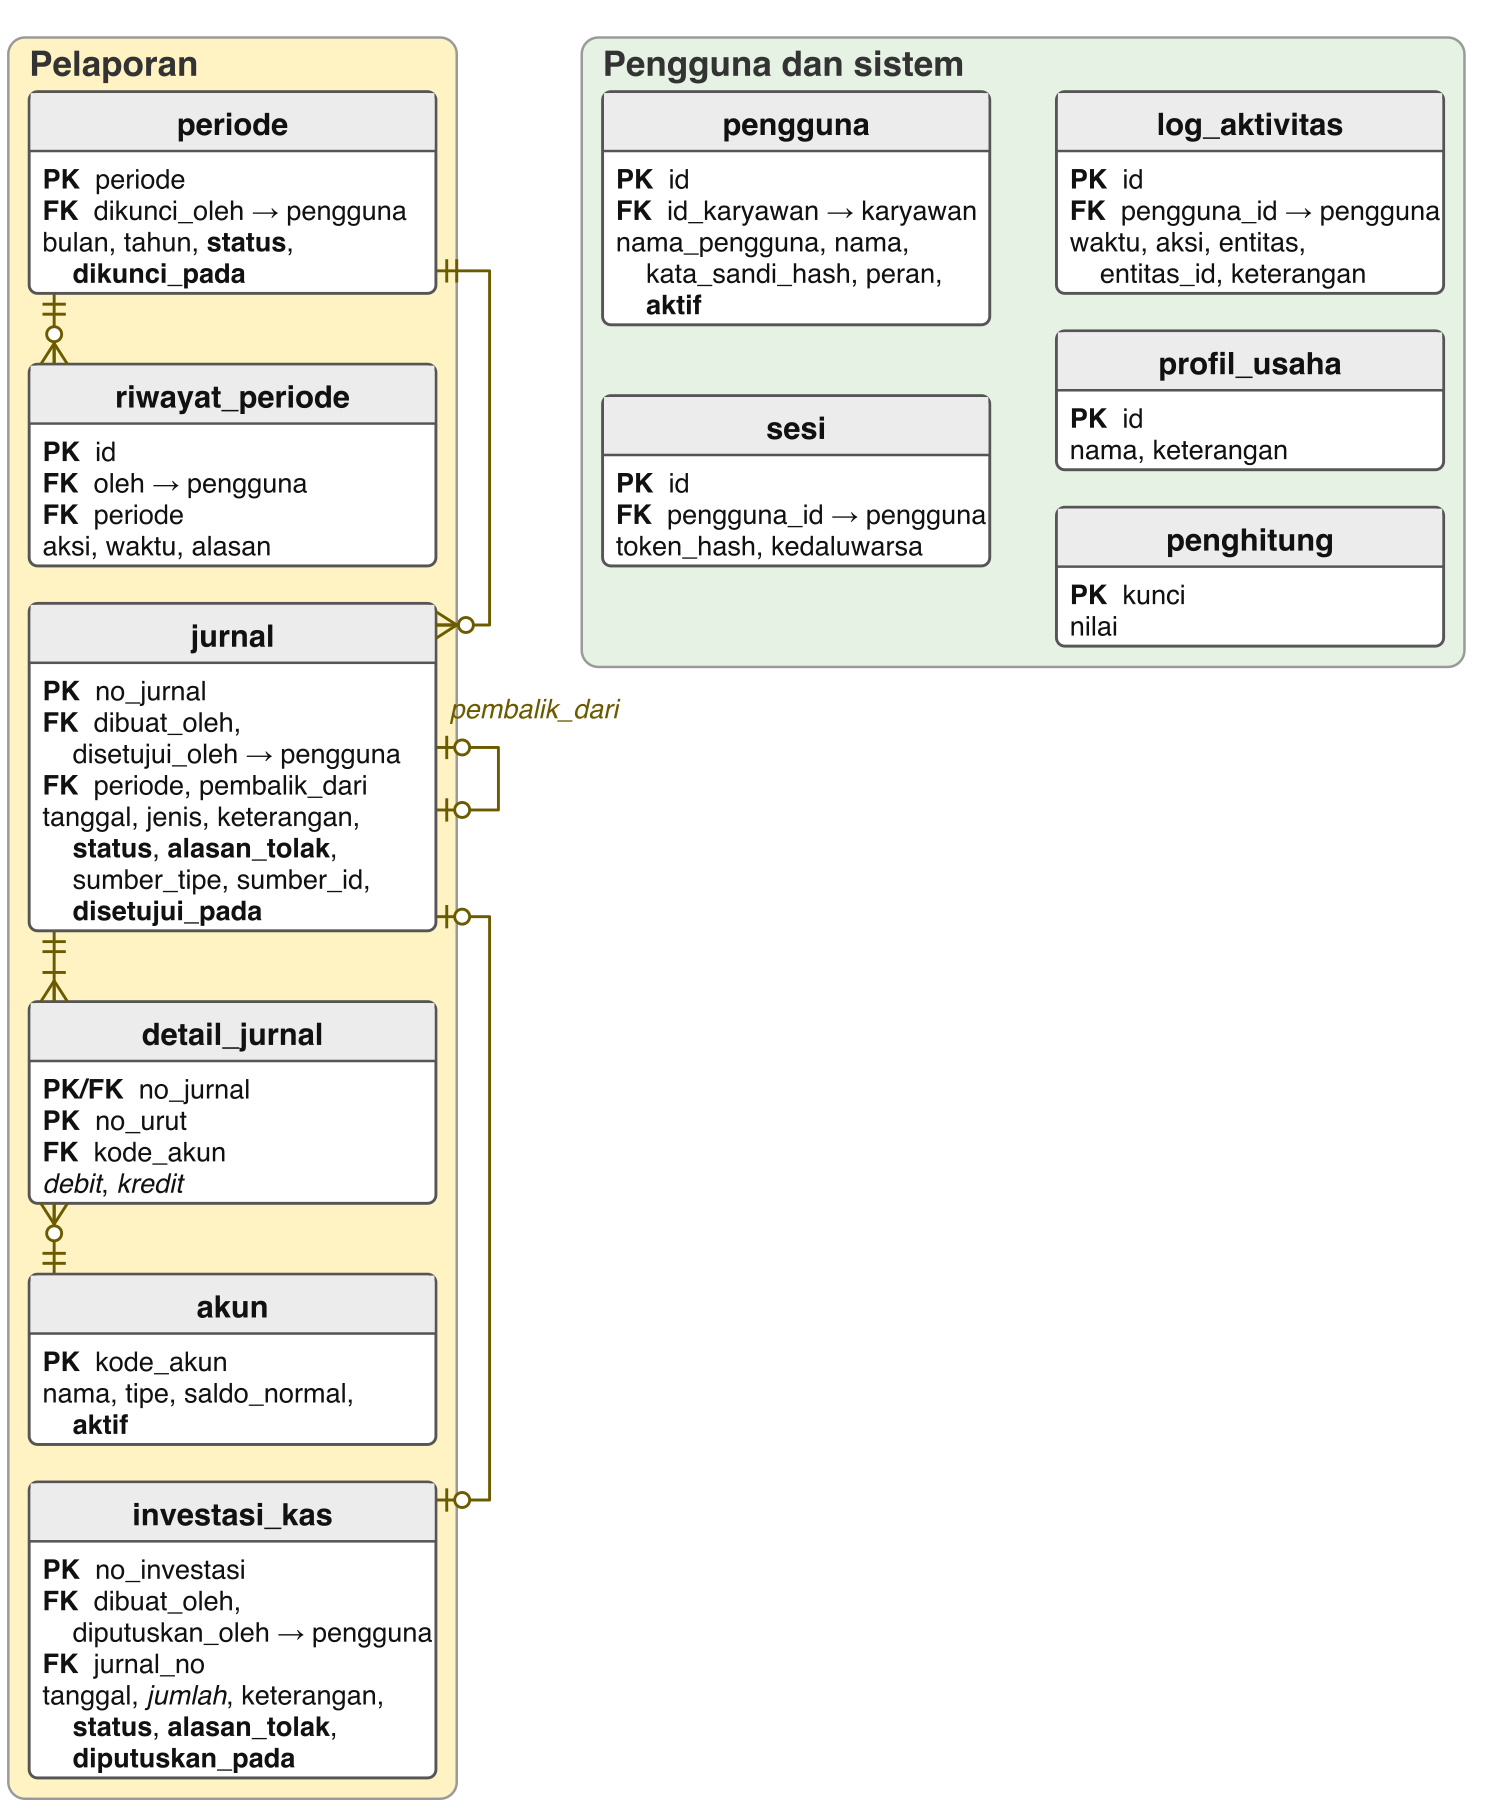 Pelaporan
periode
PK periode
FK dikunci_oleh → pengguna
bulan, tahun, status,
dikunci_pada
riwayat_periode
PK id
FK oleh → pengguna
FK periode
aksi, waktu, alasan
jurnal
PK no_jurnal
FK dibuat_oleh,
disetujui_oleh → pengguna
FK periode, pembalik_dari
tanggal, jenis, keterangan,
status, alasan_tolak,
sumber_tipe, sumber_id,
disetujui_pada
pembalik_dari
detail_jurnal
PK/FK no_jurnal
PK no_urut
FK kode_akun
debit, kredit
akun
PK kode_akun
nama, tipe, saldo_normal,
aktif
investasi_kas
PK no_investasi
FK dibuat_oleh,
diputuskan_oleh → pengguna
FK jurnal_no
tanggal, jumlah, keterangan,
status, alasan_tolak,
diputuskan_pada
Pengguna dan sistem
pengguna
PK id
FK id_karyawan → karyawan
nama_pengguna, nama,
kata_sandi_hash, peran,
aktif
sesi
PK id
FK pengguna_id → pengguna
token_hash, kedaluwarsa
log_aktivitas
PK id
FK pengguna_id → pengguna
waktu, aksi, entitas,
entitas_id, keterangan
profil_usaha
PK id
nama, keterangan
penghitung
PK kunci
nilai